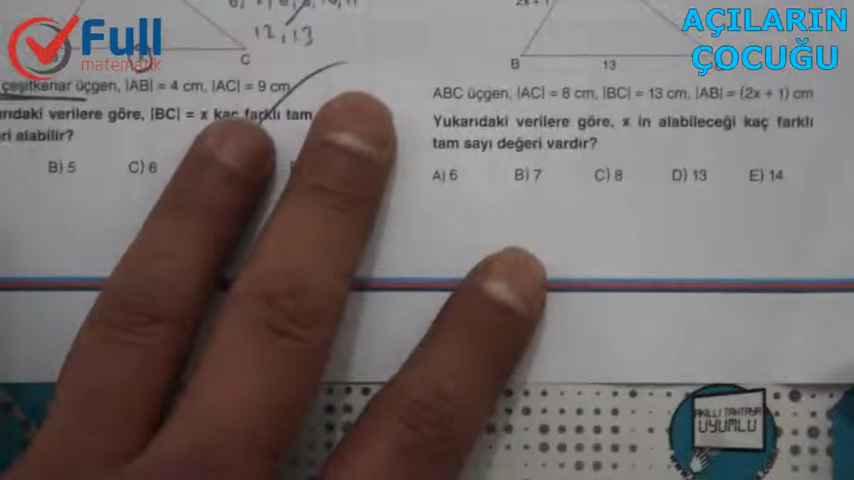 Full
matematik
AÇILARIN
ÇOCUĞU
12, 13
C
çeşitkenar üçgen, |AB| = 4 cm, |AC| = 9 cm
verilere göre, |BC| = x kaç farklı tam
alabilir?
B) 5
C) 6
2x + 1
B
13
ABC üçgen, |AC| = 8 cm, |BC| = 13 cm, |AB| = (2x + 1) cm
Yukarıdaki verilere göre, x in alabileceği kaç farklı
tam sayı değeri vardır?
A) 6
B) 7
C) 8
D) 13
E) 14
AKILLI TAHTAYA
UYUMLU